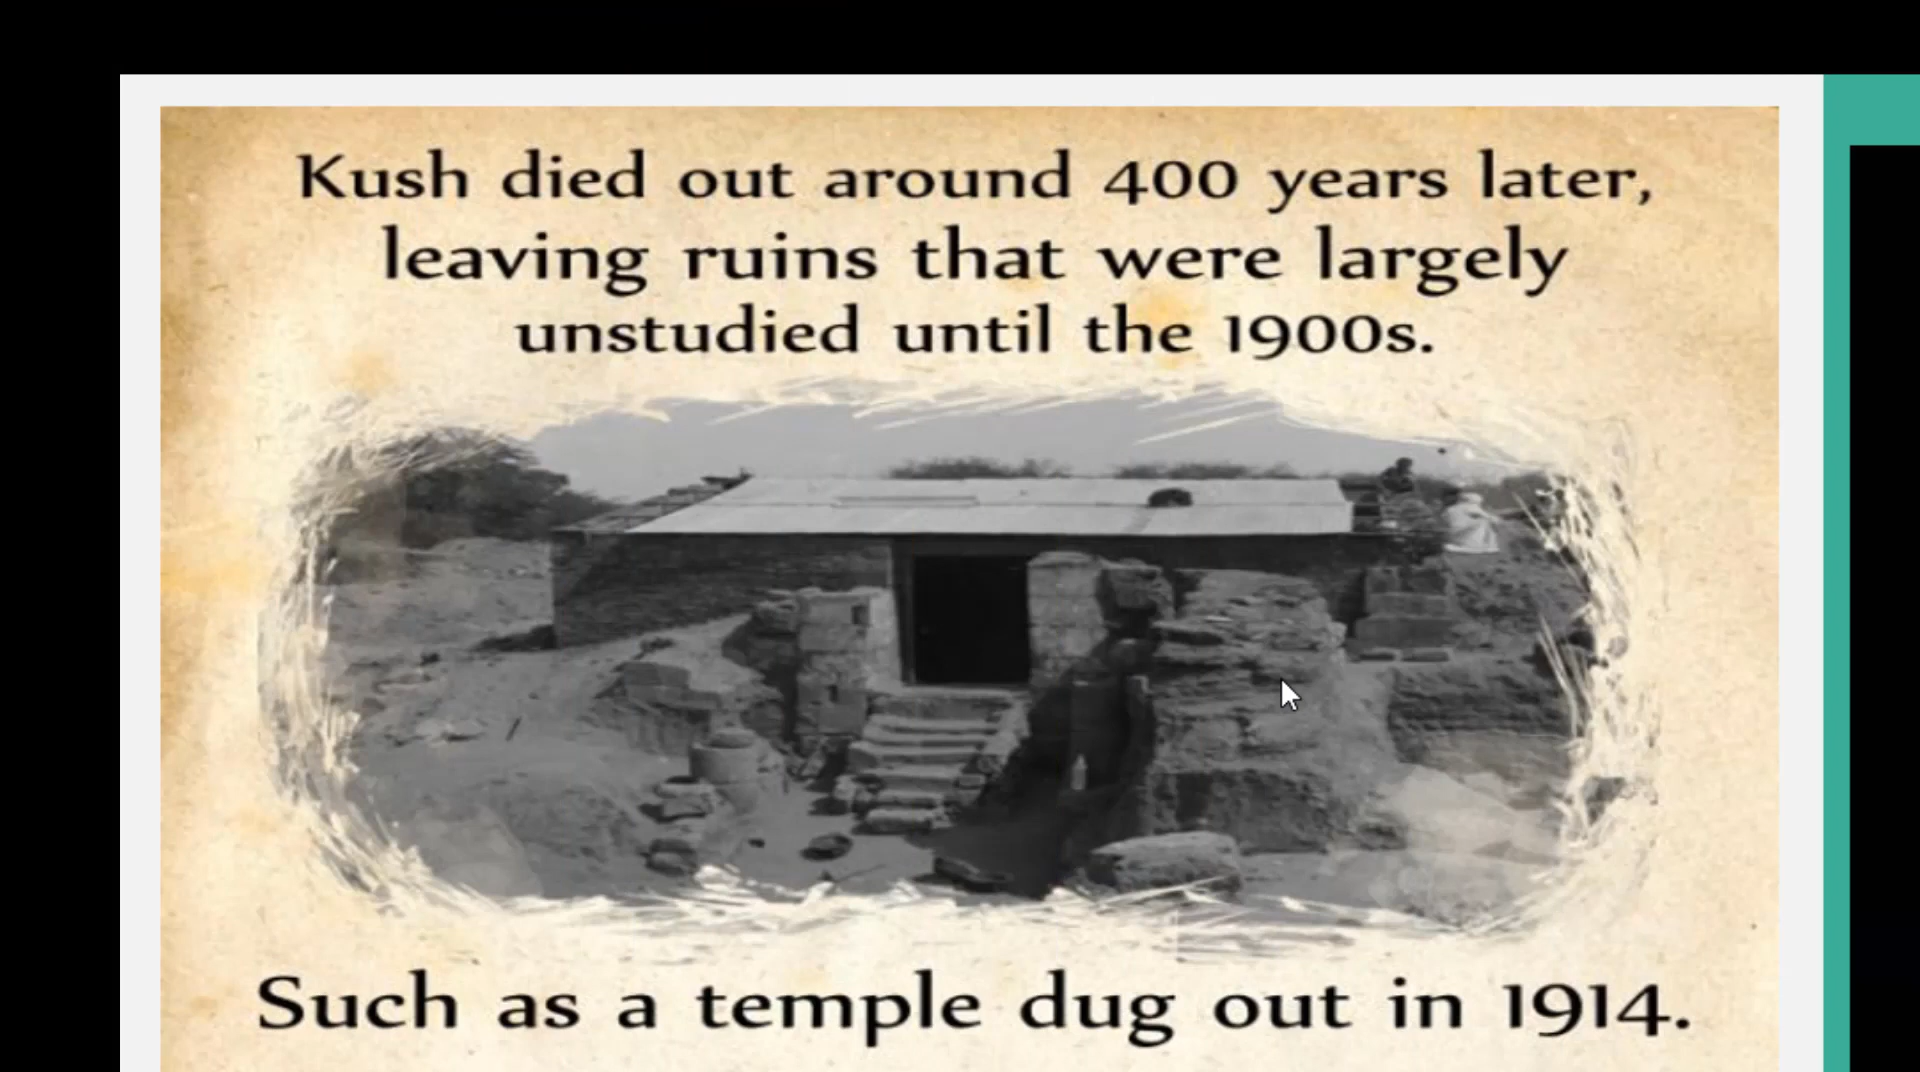 Kush died out around 400 years later,
leaving ruins that were largely
unstudied until the 1900s.
Such as a temple dug out in 1914.